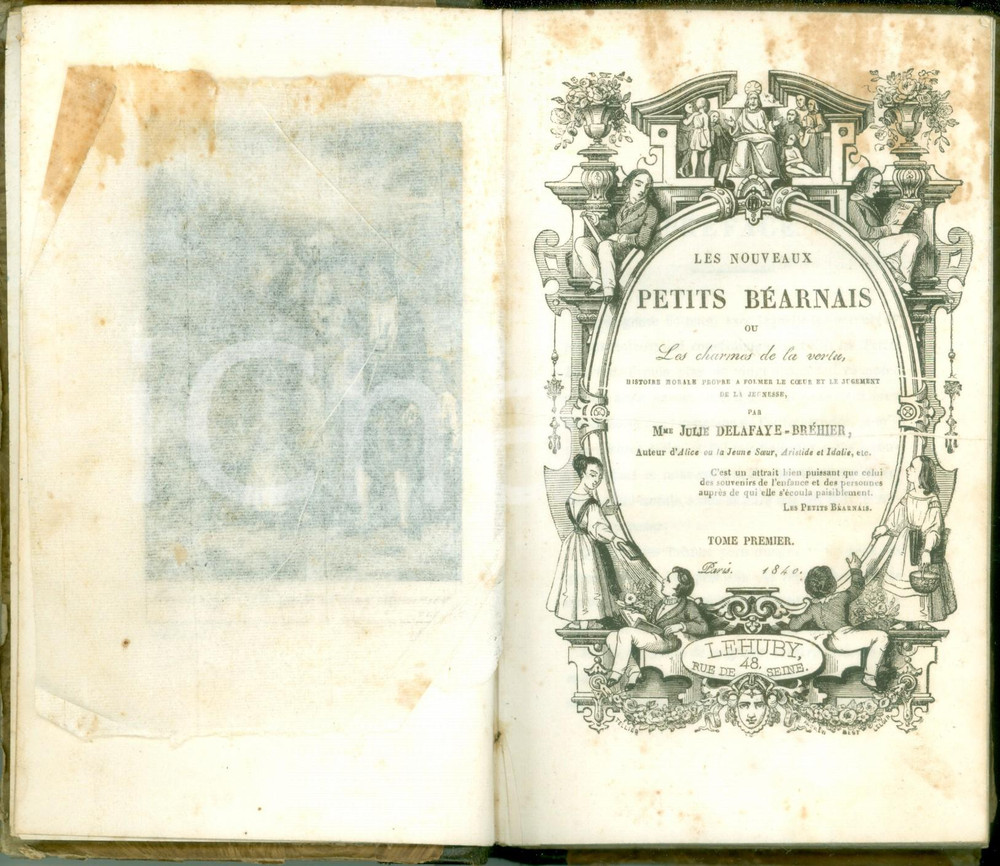 LES NOUVEAUX
PETITS BÉARNAIS
OU
Les charmes de la vertu,
HISTOIRE MORALE PROPRE A FORMER LE CŒUR ET LE JUGEMENT
DE LA JEUNESSE,
PAR
MME JULIE DELAFAYE-BRÉHIER,
Auteur d'Alice ou la Jeune Sœur, Aristide et Idalie, etc.
C'est un attrait bien puissant que celui
des souvenirs de l'enfance et des personnes
auprès de qui elle s'écoula paisiblement.
LES PETITS BÉARNAIS.
TOME PREMIER.
Paris. 1840.
LEHUBY,
RUE DE SEINE.
48.